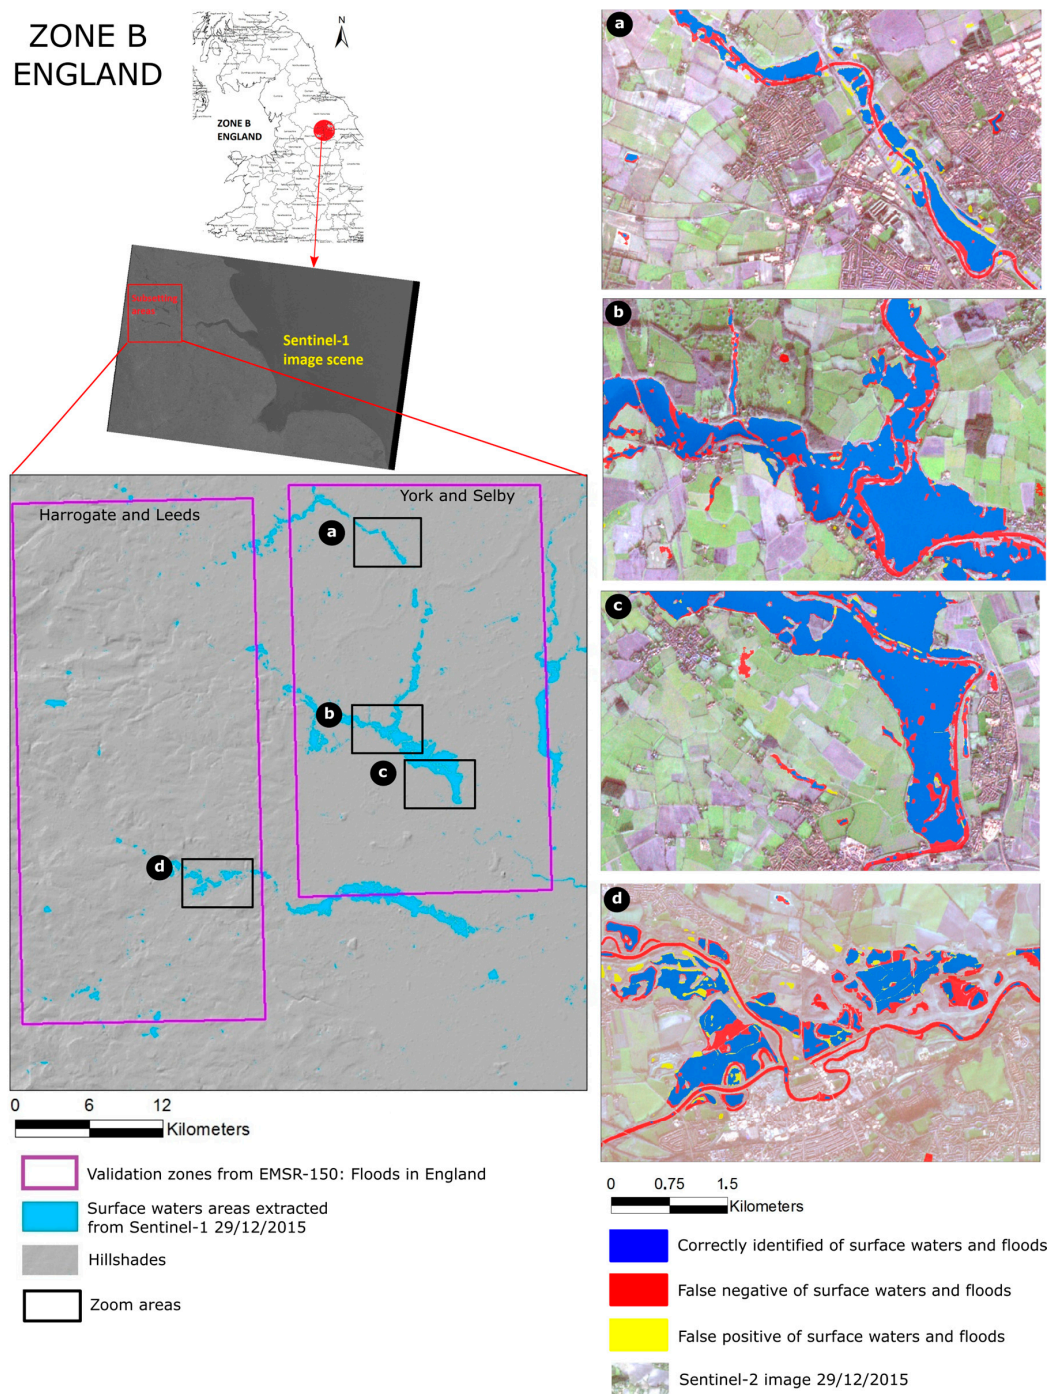 ZONE B
ENGLAND
N
ZONE B
ENGLAND
Sentinel-1
image scene
Harrogate and Leeds
York and Selby
a
b
c
d
0 6 12
Kilometers
Validation zones from EMSR-150: Floods in England
Surface waters areas extracted
from Sentinel-1 29/12/2015
Hillshades
Zoom areas
a
b
c
d
0 0.75 1.5
Kilometers
Correctly identified of surface waters and floods
False negative of surface waters and floods
False positive of surface waters and floods
Sentinel-2 image 29/12/2015